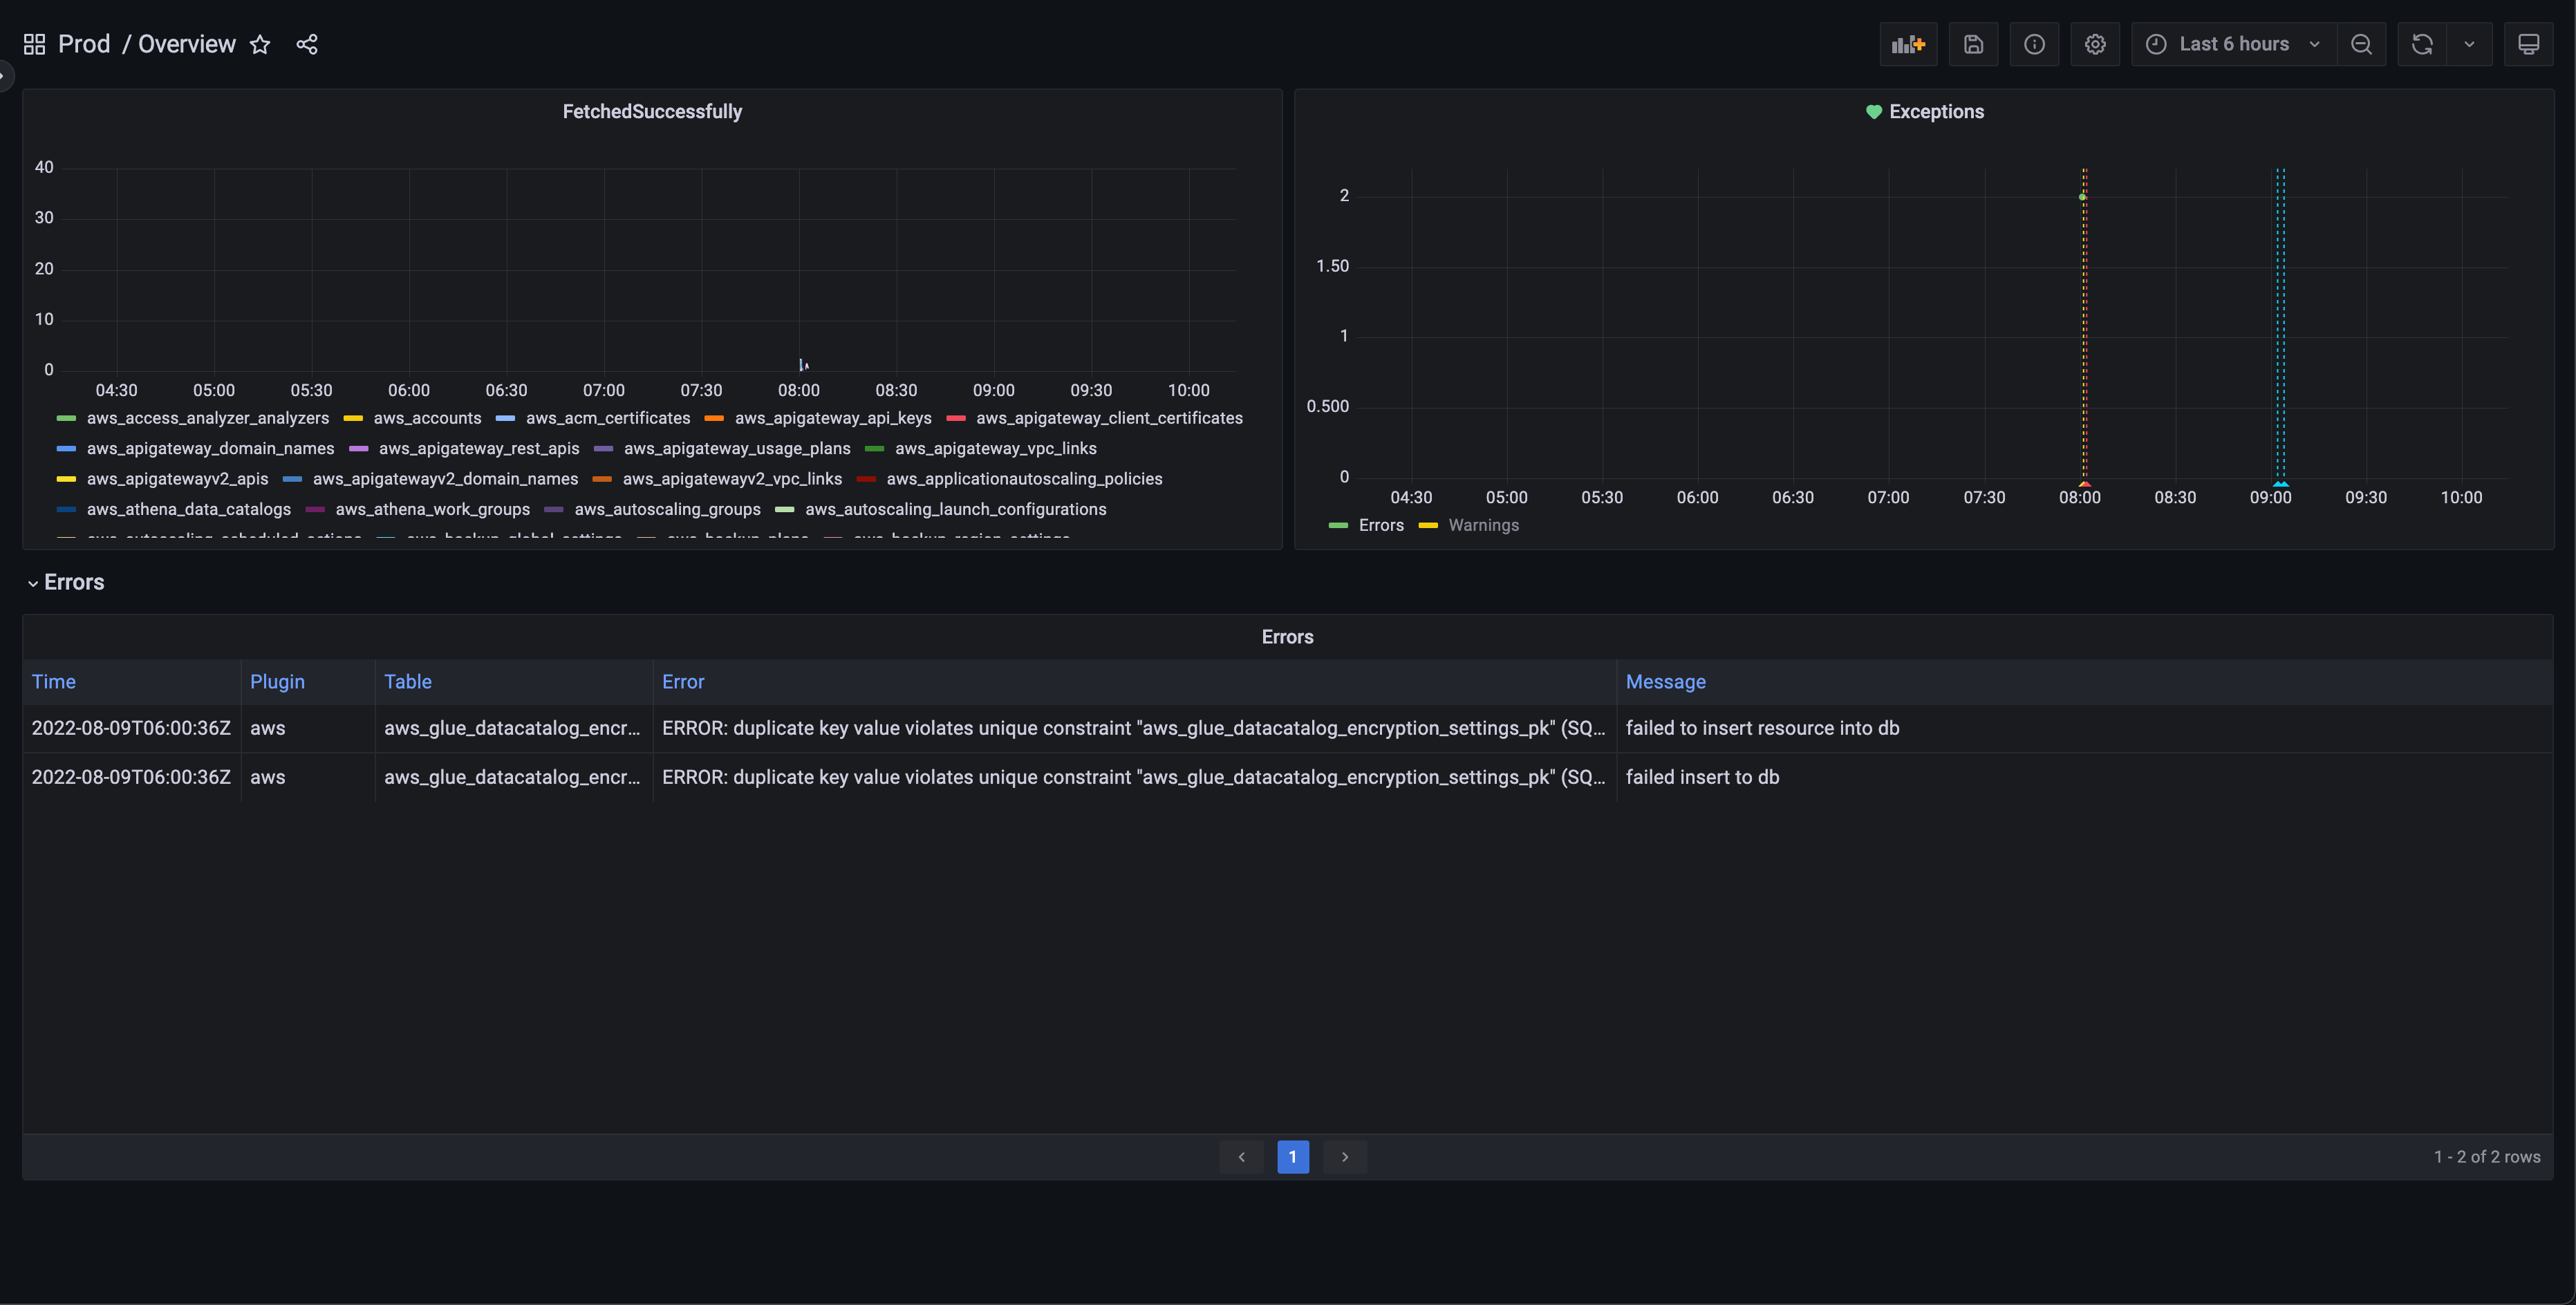 Prod / Overview
Last 6 hours
FetchedSuccessfully
40
30
20
10
0
04:30 05:00 05:30 06:00 06:30 07:00 07:30 08:00 08:30 09:00 09:30 10:00
aws_access_analyzer_analyzers aws_accounts aws_acm_certificates aws_apigateway_api_keys aws_apigateway_client_certificates
aws_apigateway_domain_names aws_apigateway_rest_apis aws_apigateway_usage_plans aws_apigateway_vpc_links
aws_apigatewayv2_apis aws_apigatewayv2_domain_names aws_apigatewayv2_vpc_links aws_applicationautoscaling_policies
aws_athena_data_catalogs aws_athena_work_groups aws_autoscaling_groups aws_autoscaling_launch_configurations
aws_autoscaling_scheduled_actions aws_backup_global_settings aws_backup_plans aws_backup_region_settings
Exceptions
2
1.50
1
0.500
0
04:30 05:00 05:30 06:00 06:30 07:00 07:30 08:00 08:30 09:00 09:30 10:00
Errors Warnings
Errors
Errors
Time Plugin Table Error Message
2022-08-09T06:00:36Z aws aws_glue_datacatalog_encr... ERROR: duplicate key value violates unique constraint "aws_glue_datacatalog_encryption_settings_pk" (SQ... failed to insert resource into db
2022-08-09T06:00:36Z aws aws_glue_datacatalog_encr... ERROR: duplicate key value violates unique constraint "aws_glue_datacatalog_encryption_settings_pk" (SQ... failed insert to db
1
1 - 2 of 2 rows